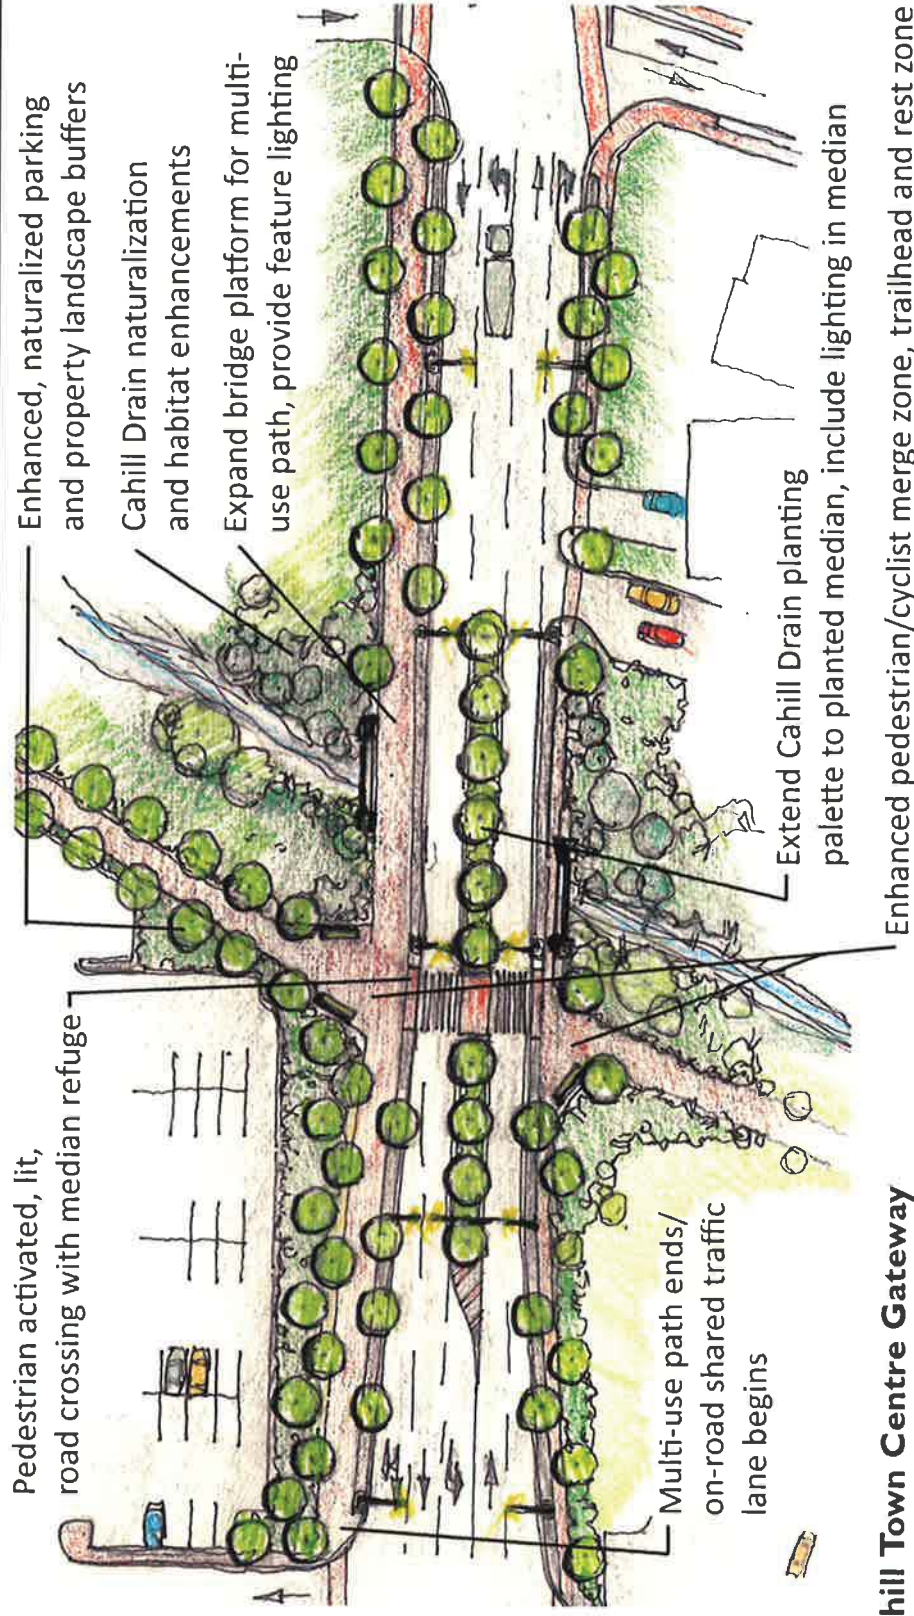 Pedestrian activated, lit,
road crossing with median refuge
Enhanced, naturalized parking
and property landscape buffers
Cahill Drain naturalization
and habitat enhancements
Expand bridge platform for multi-
use path, provide feature lighting
Multi-use path ends/
on-road shared traffic
lane begins
Extend Cahill Drain planting
palette to planted median, include lighting in median
Enhanced pedestrian/cyclist merge zone, trailhead and rest zone
hill Town Centre Gateway